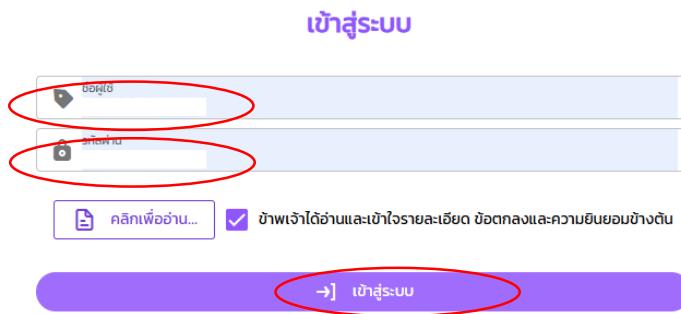 เข้าสู่ระบบ
ชื่อผู้ใช้
รหัสผ่าน
คลิกเพื่ออ่าน... ข้าพเจ้าได้อ่านและเข้าใจรายละเอียด ข้อตกลงและความยินยอมข้างต้น
เข้าสู่ระบบ